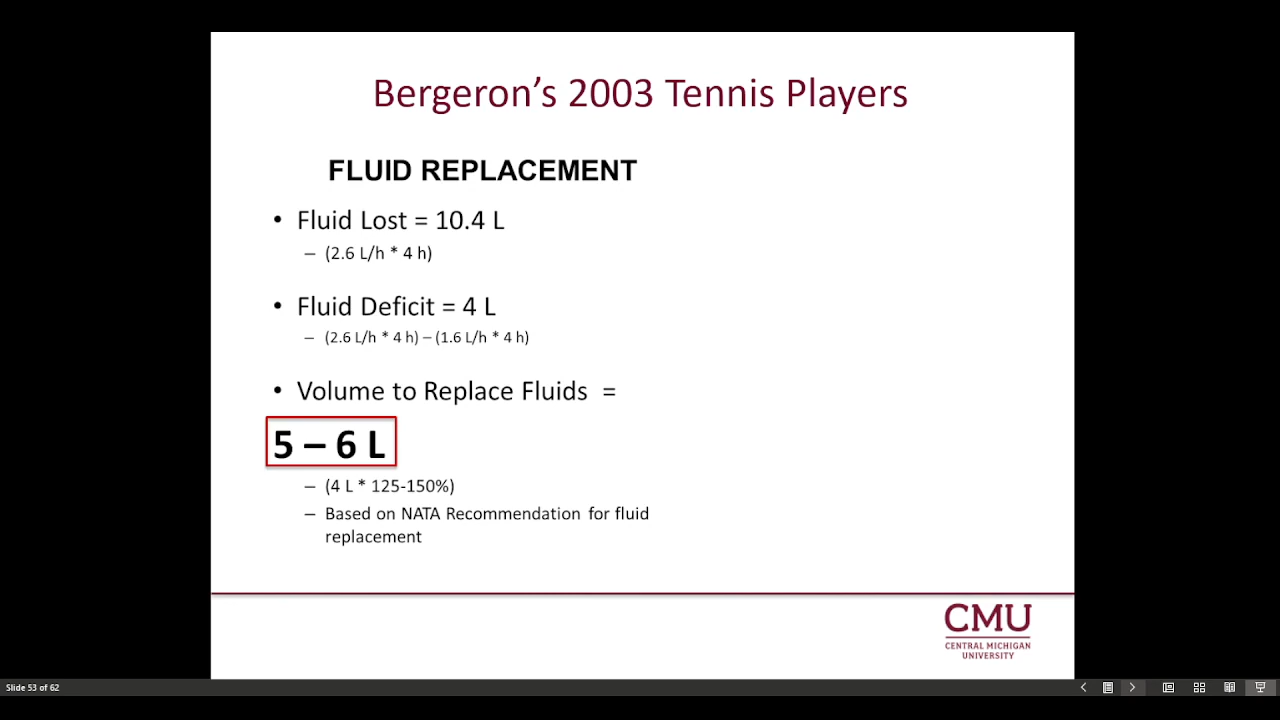 Bergeron’s 2003 Tennis Players
FLUID REPLACEMENT
• Fluid Lost = 10.4 L
– (2.6 L/h * 4 h)
• Fluid Deficit = 4 L
– (2.6 L/h * 4 h) – (1.6 L/h * 4 h)
• Volume to Replace Fluids =
5 – 6 L
– (4 L * 125-150%)
– Based on NATA Recommendation for fluid
replacement
CMU
CENTRAL MICHIGAN
UNIVERSITY
Slide 53 of 62